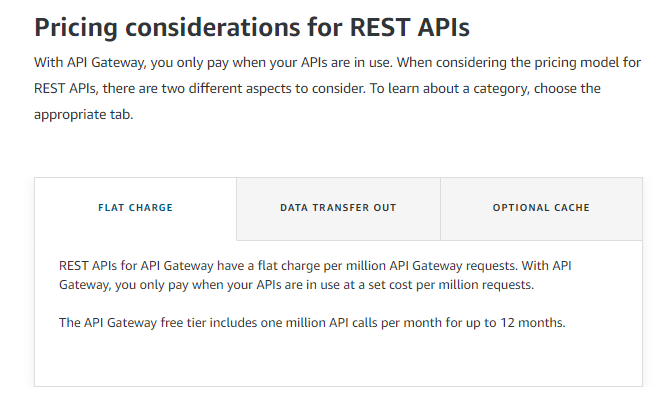 Pricing considerations for REST APIs
With API Gateway, you only pay when your APIs are in use. When considering the pricing model for
REST APIs, there are two different aspects to consider. To learn about a category, choose the
appropriate tab.
FLAT CHARGE
DATA TRANSFER OUT
OPTIONAL CACHE
REST APIs for API Gateway have a flat charge per million API Gateway requests. With API
Gateway, you only pay when your APIs are in use at a set cost per million requests.
The API Gateway free tier includes one million API calls per month for up to 12 months.